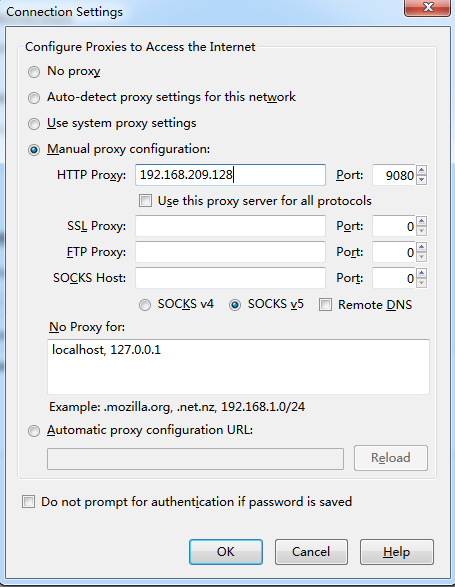 Connection Settings
Configure Proxies to Access the Internet
No proxy
Auto-detect proxy settings for this network
Use system proxy settings
Manual proxy configuration:
HTTP Proxy: 192.168.209.128 Port: 9080
Use this proxy server for all protocols
SSL Proxy: Port: 0
FTP Proxy: Port: 0
SOCKS Host: Port: 0
SOCKS v4 SOCKS v5 Remote DNS
No Proxy for:
localhost, 127.0.0.1
Example: .mozilla.org, .net.nz, 192.168.1.0/24
Automatic proxy configuration URL:
Reload
Do not prompt for authentication if password is saved
OK Cancel Help